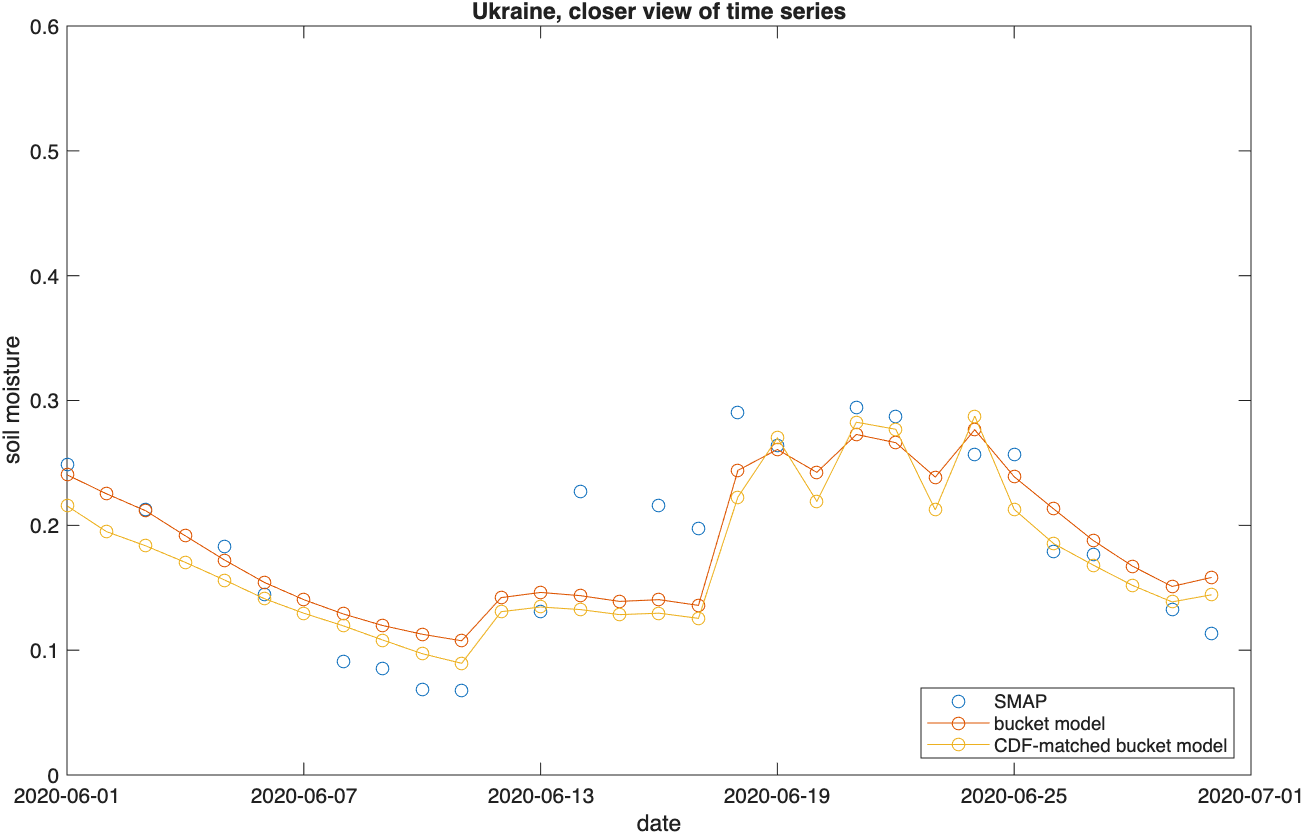 Ukraine, closer view of time series
0.6
0.5
0.4
0.3
0.2
0.1
0
soil moisture
SMAP
bucket model
CDF-matched bucket model
2020-06-01 2020-06-07 2020-06-13 2020-06-19 2020-06-25 2020-07-01
date